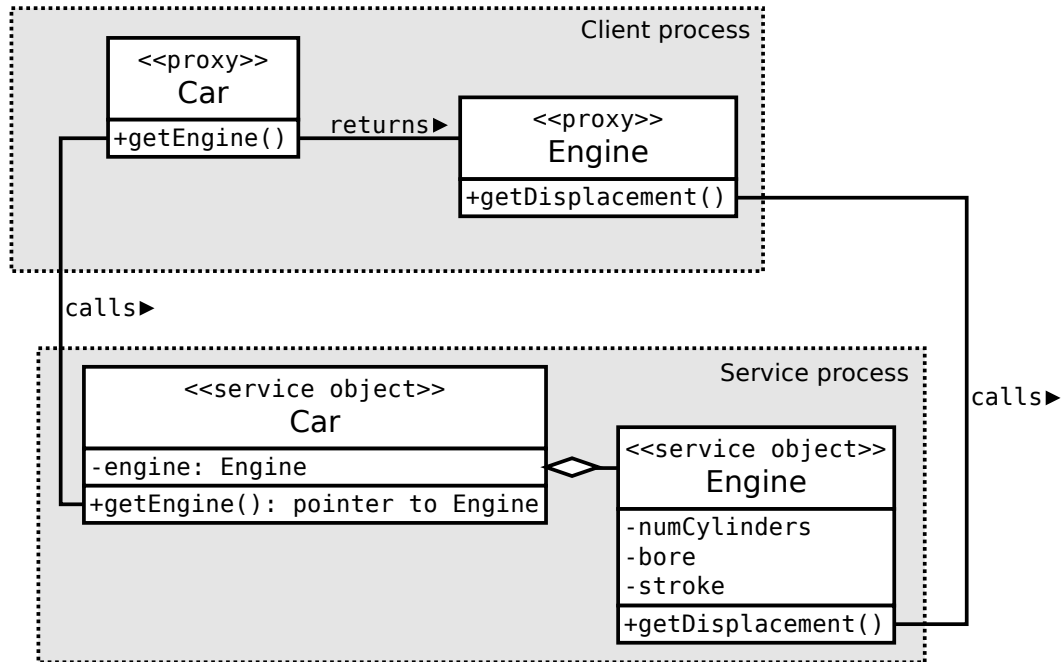 Client process
<<proxy>>
Car
+getEngine()
returns►
<<proxy>>
Engine
+getDisplacement()
calls►
Service process
<<service object>>
Car
-engine: Engine
+getEngine(): pointer to Engine
calls►
<<service object>>
Engine
-numCylinders
-bore
-stroke
+getDisplacement()